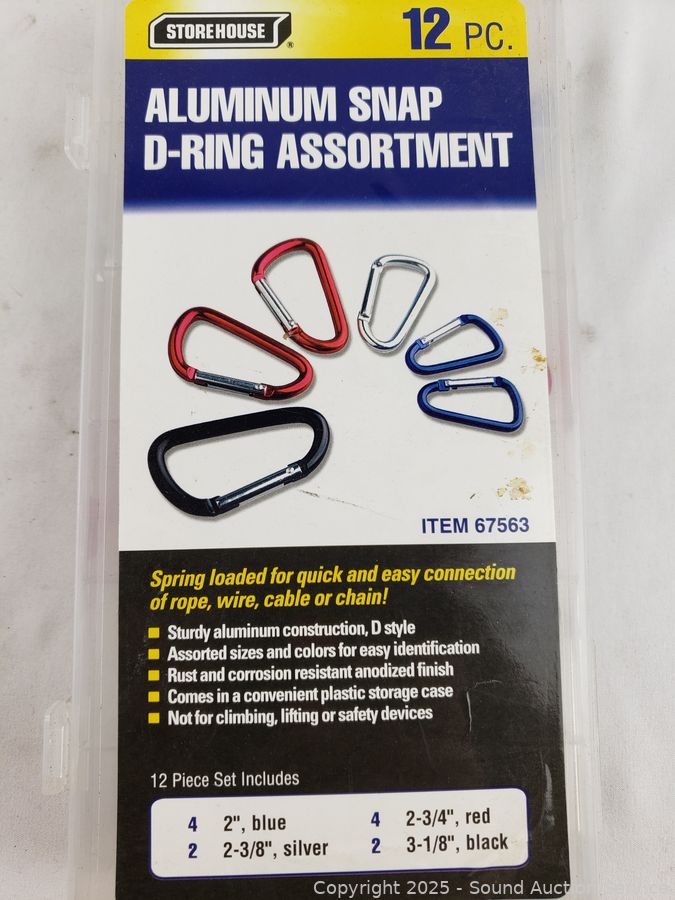 STOREHOUSE ®
12 PC.
ALUMINUM SNAP
D-RING ASSORTMENT
ITEM 67563
Spring loaded for quick and easy connection
of rope, wire, cable or chain!
Sturdy aluminum construction, D style
Assorted sizes and colors for easy identification
Rust and corrosion resistant anodized finish
Comes in a convenient plastic storage case
Not for climbing, lifting or safety devices
12 Piece Set Includes
4 2", blue 4 2-3/4", red
2 2-3/8", silver 2 3-1/8", black
Copyright 2025 - Sound Auction Service